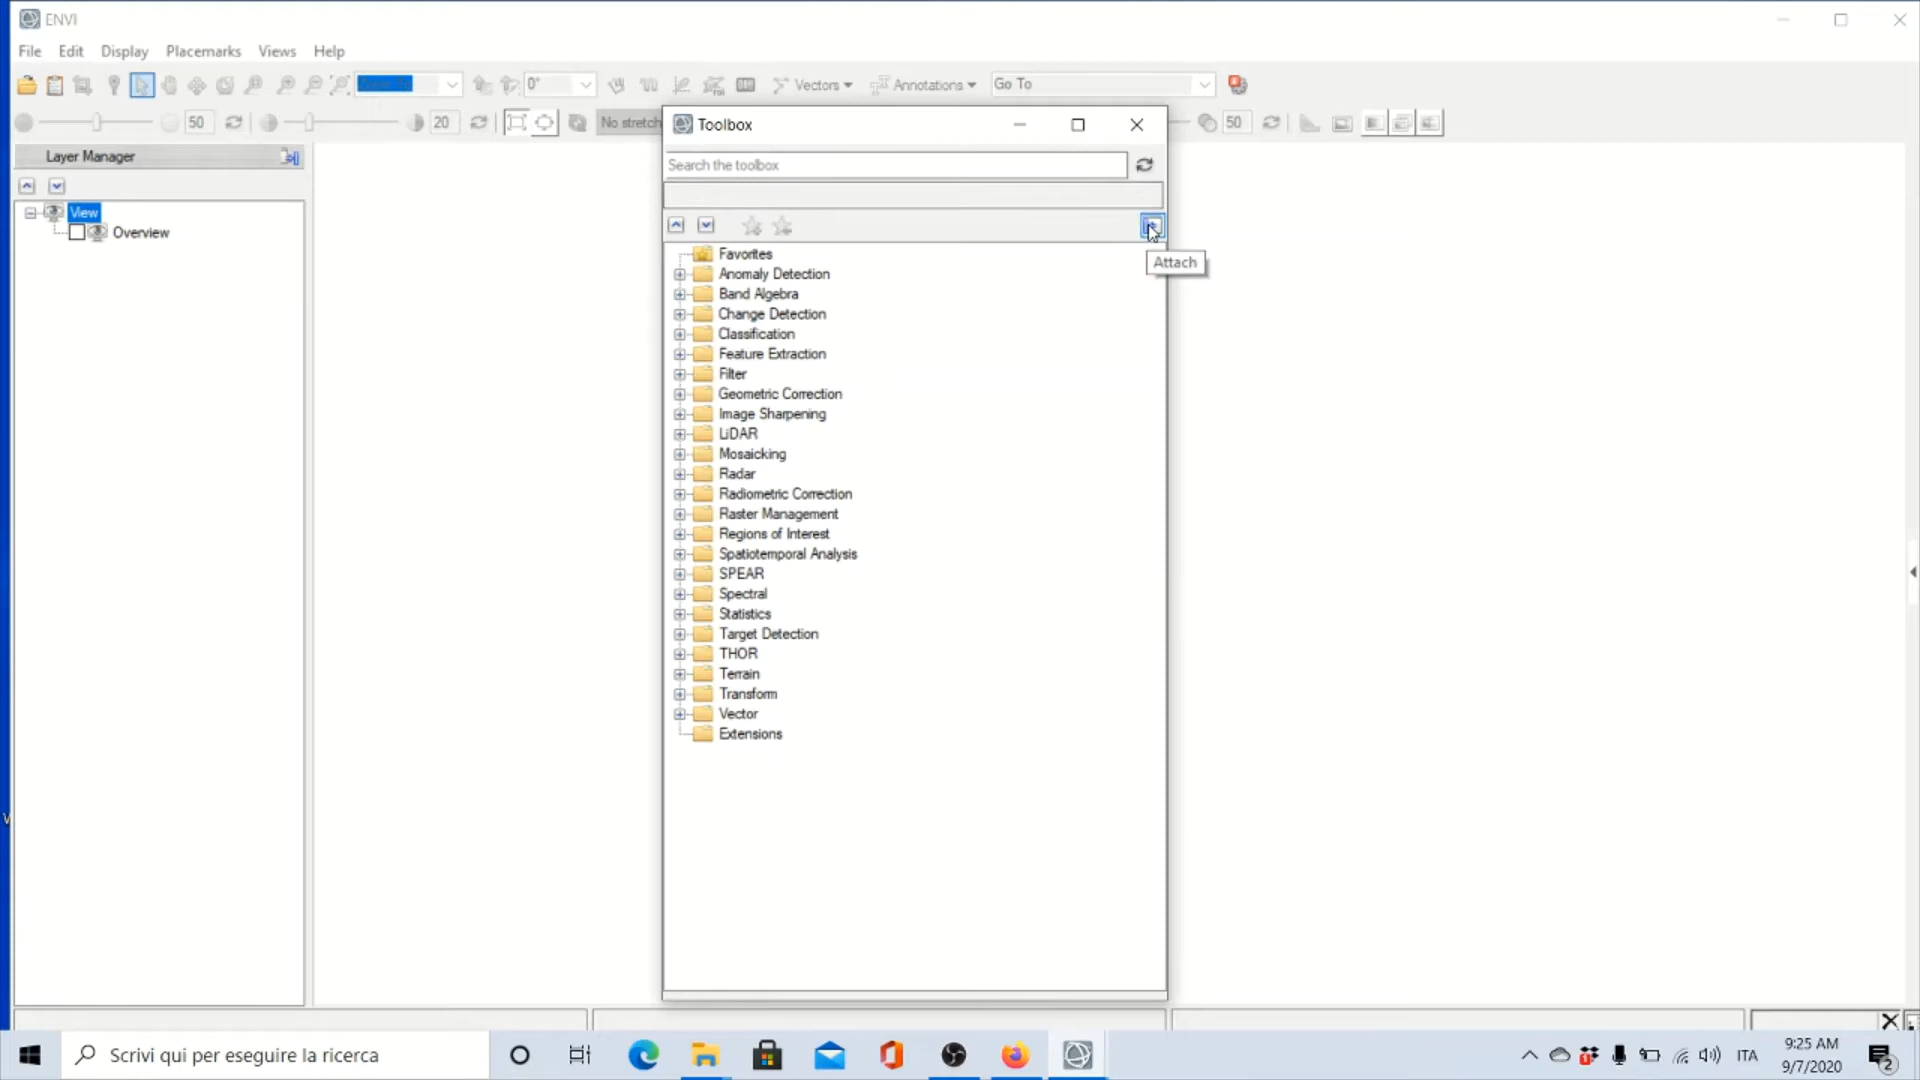 ENVI
File Edit Display Placemarks Views Help
0° Vectors Annotations Go To
50 20 No stretch 50
Layer Manager
View
Overview
Toolbox
Search the toolbox
Attach
Favorites
Anomaly Detection
Band Algebra
Change Detection
Classification
Feature Extraction
Filter
Geometric Correction
Image Sharpening
LiDAR
Mosaicking
Radar
Radiometric Correction
Raster Management
Regions of Interest
Spatiotemporal Analysis
SPEAR
Spectral
Statistics
Target Detection
THOR
Terrain
Transform
Vector
Extensions
Scrivi qui per eseguire la ricerca
ITA
9:25 AM
9/7/2020
2